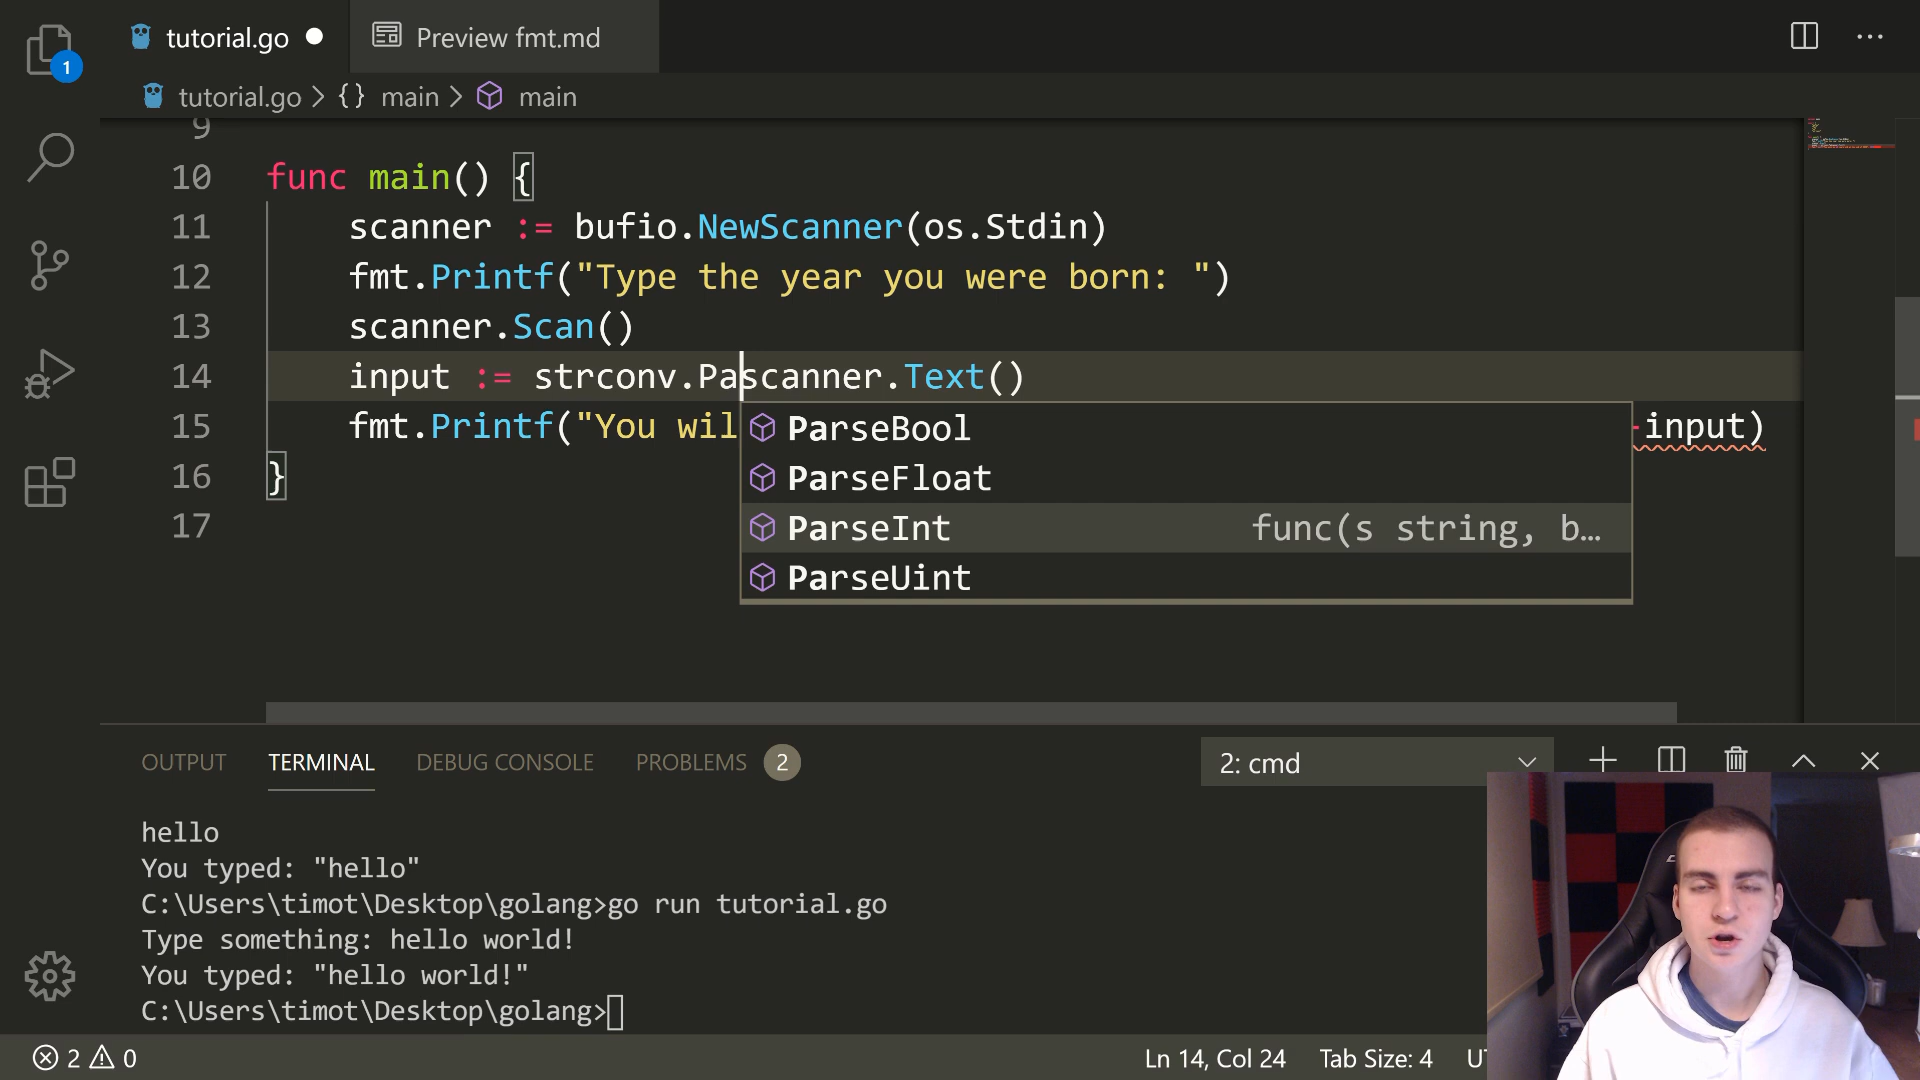 1
tutorial.go
Preview fmt.md
tutorial.go > {} main > main
9
10 func main() {
11 scanner := bufio.NewScanner(os.Stdin)
12 fmt.Printf("Type the year you were born: ")
13 scanner.Scan()
14 input := strconv.Pascanner.Text()
15 fmt.Printf("You wil -input)
16 }
17
ParseBool
ParseFloat
ParseInt func(s string, b…
ParseUint
OUTPUT TERMINAL DEBUG CONSOLE PROBLEMS 2 2: cmd
hello
You typed: "hello"
C:\Users\timot\Desktop\golang>go run tutorial.go
Type something: hello world!
You typed: "hello world!"
C:\Users\timot\Desktop\golang>
2 0 Ln 14, Col 24 Tab Size: 4